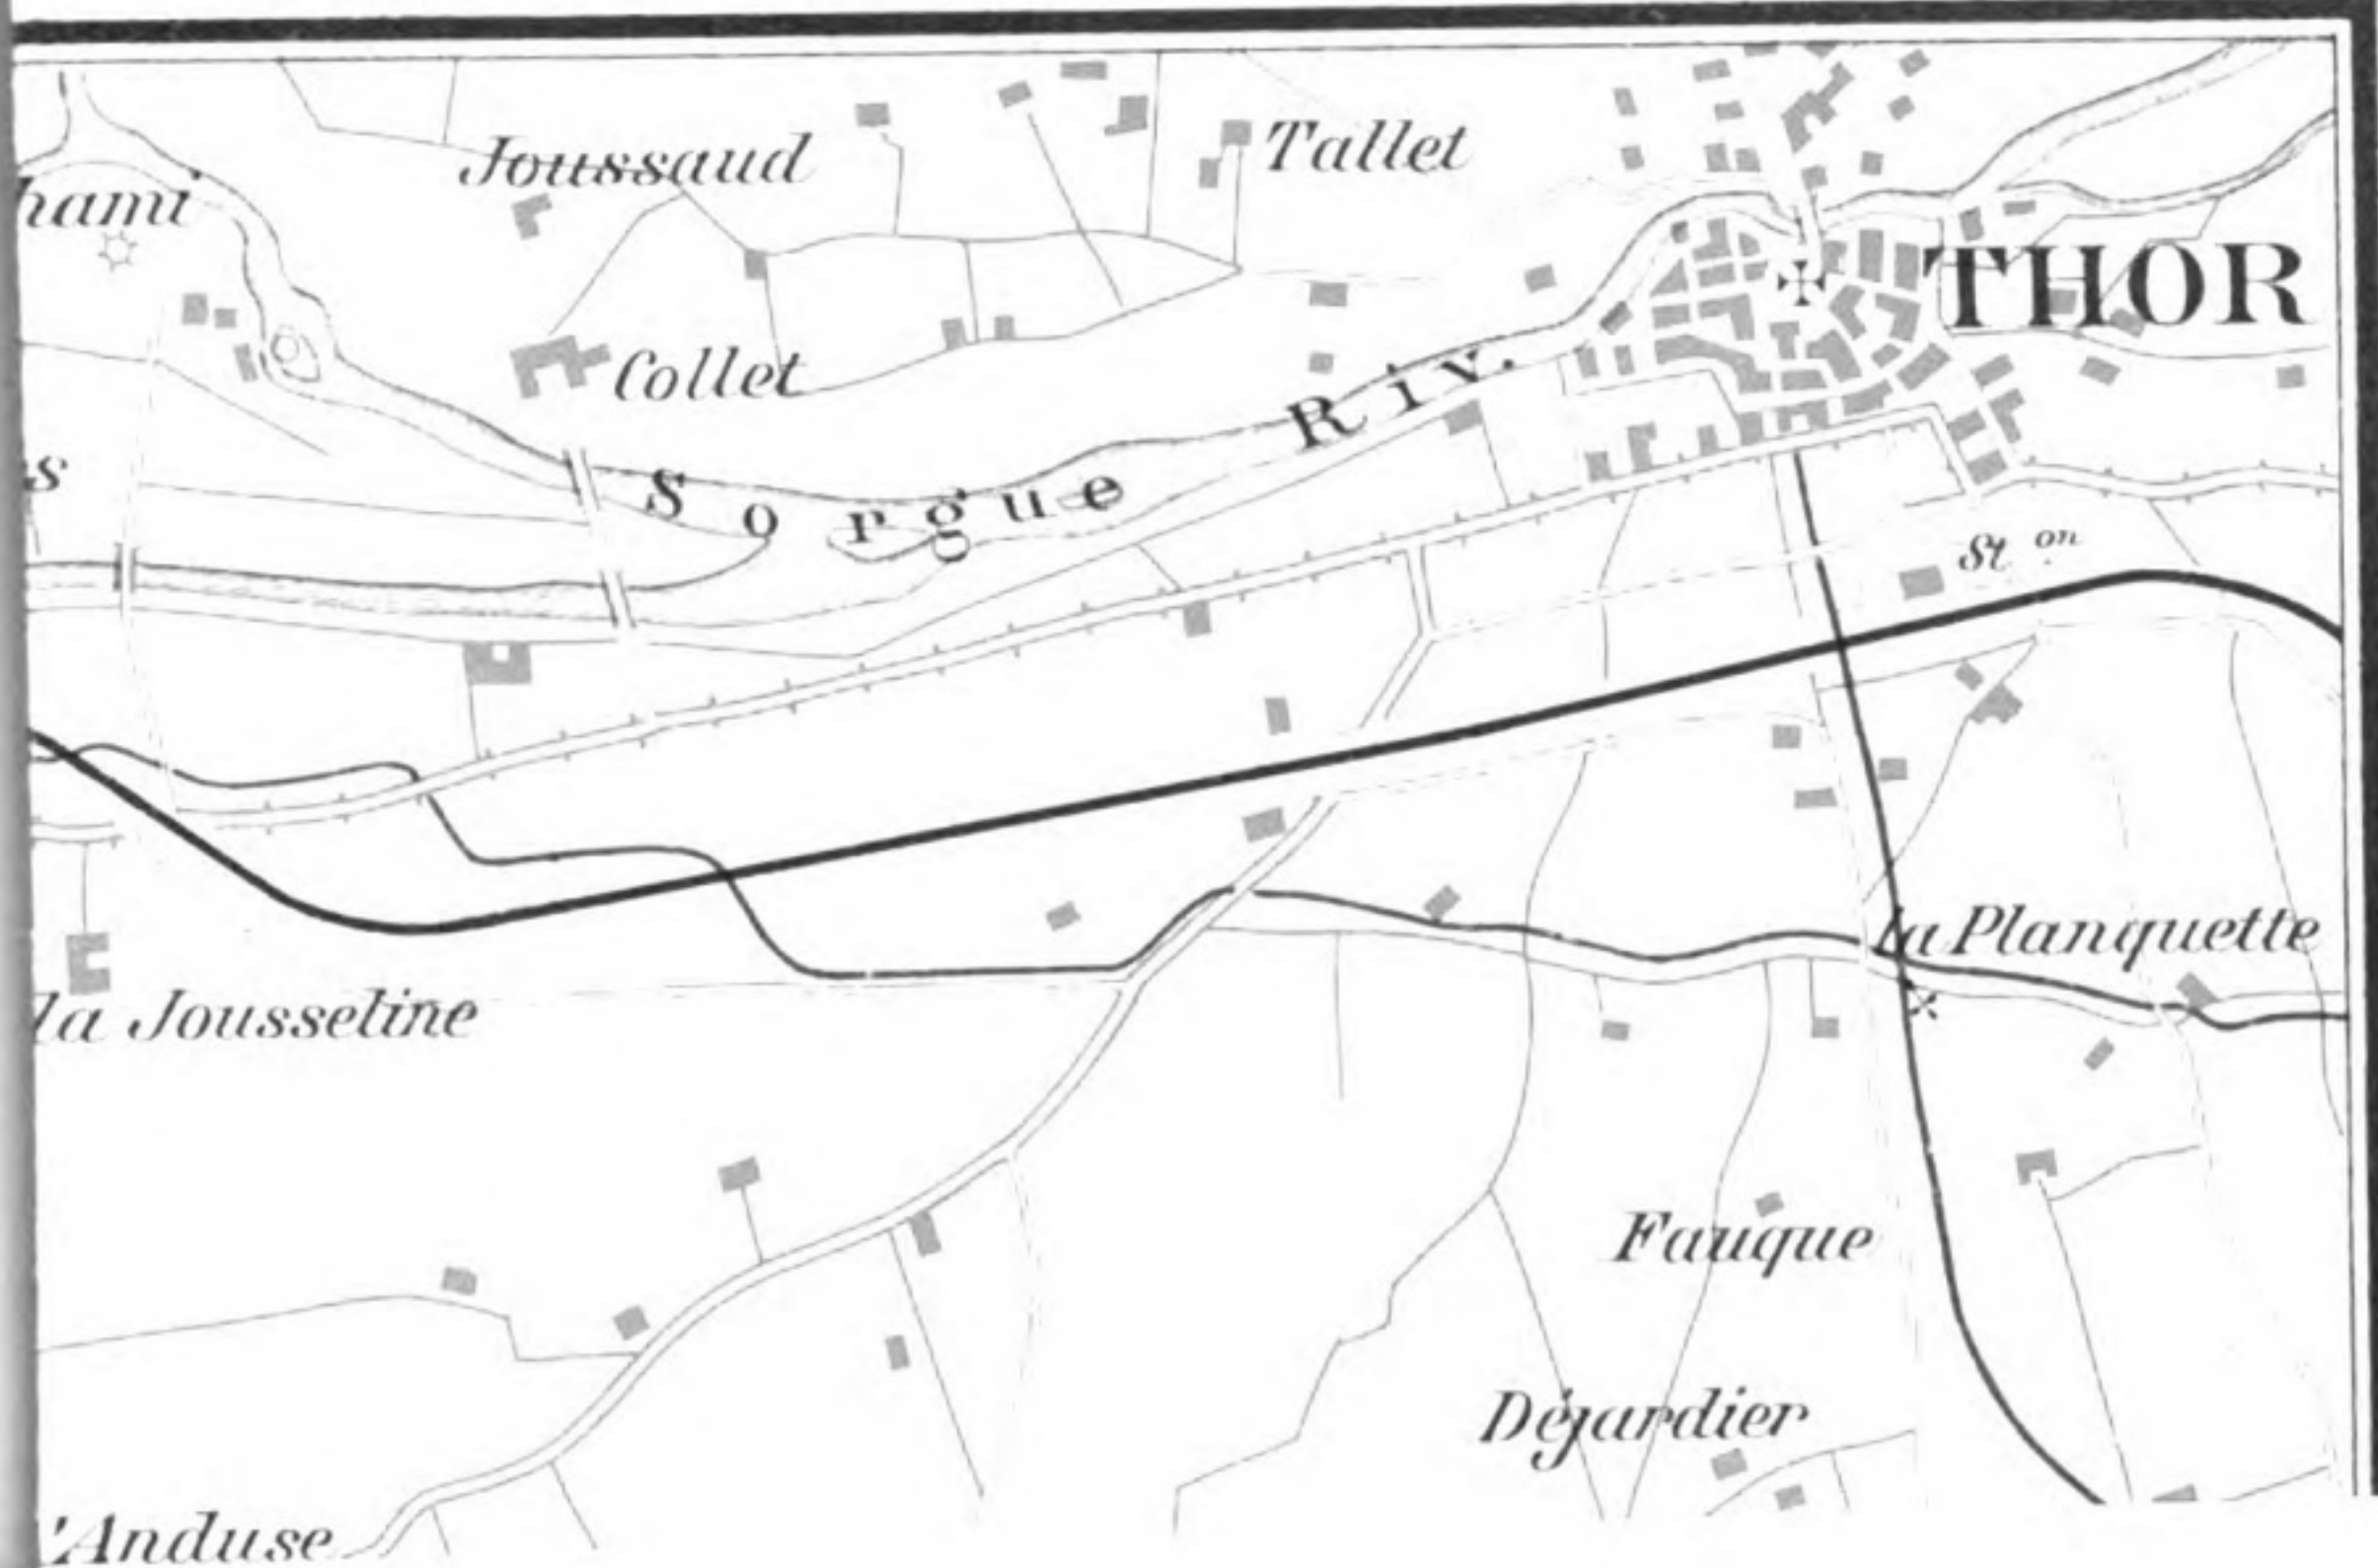 Joussaud
Tallet
hami
THOR
Collet
Sorgue Riv.
s
St on
la Planquette
la Jousseline
Fauque
Déjardier
'Anduse